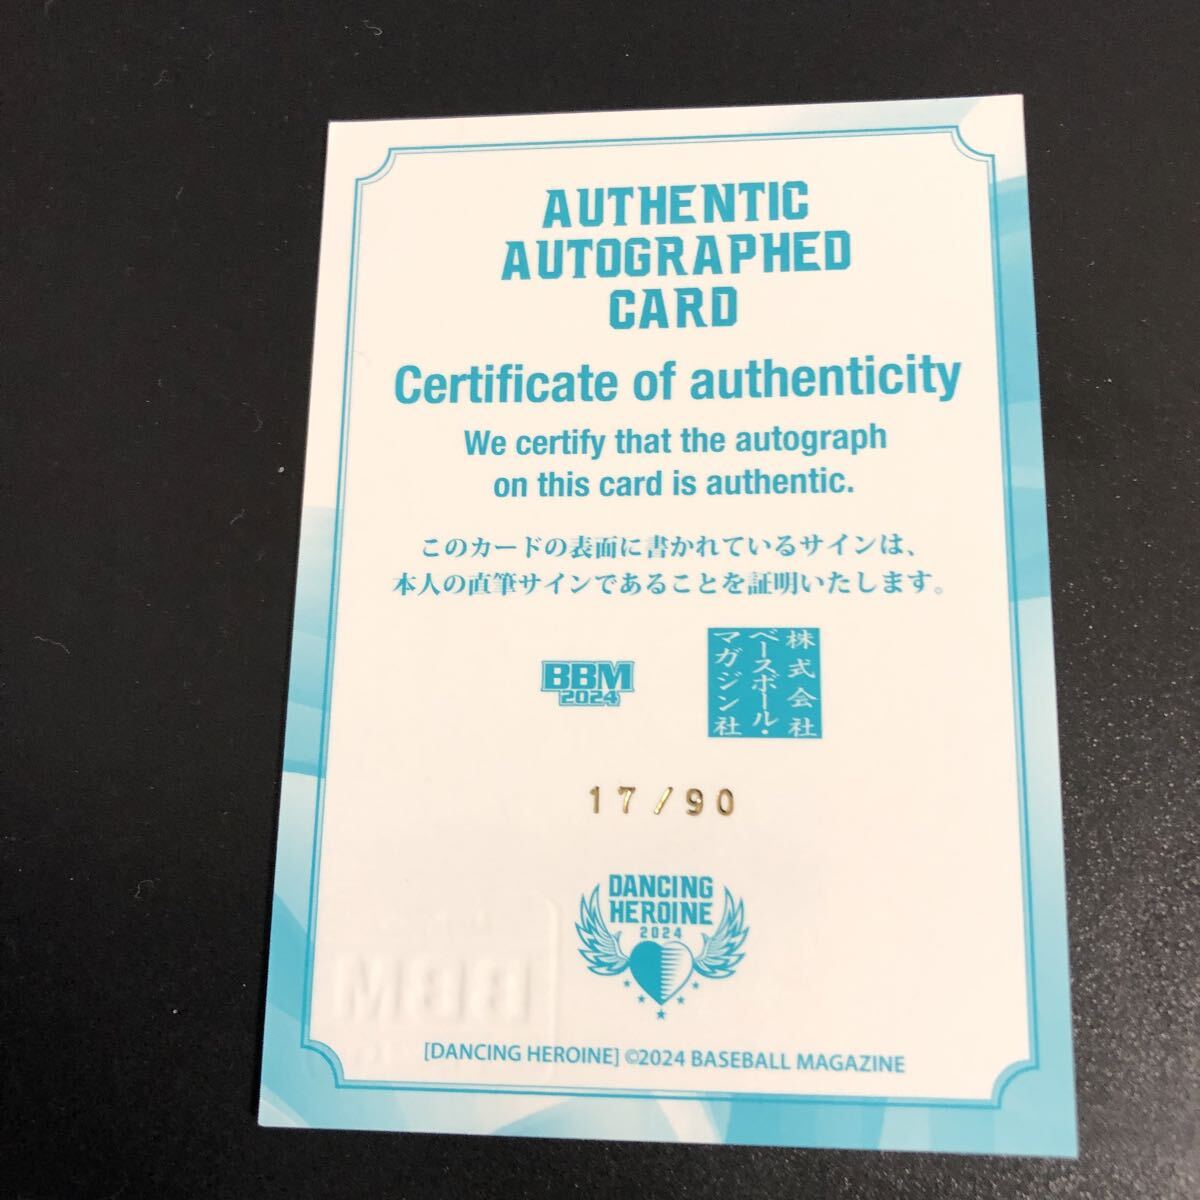 AUTHENTIC
AUTOGRAPHED
CARD
Certificate of authenticity
We certify that the autograph
on this card is authentic.
このカードの表面に書かれているサインは、
本人の直筆サインであることを証明いたします。
BBM
2024
株式会社
ベースボール・
マガジン社
17/90
DANCING
HEROINE
2024
BBM
[DANCING HEROINE] ©2024 BASEBALL MAGAZINE